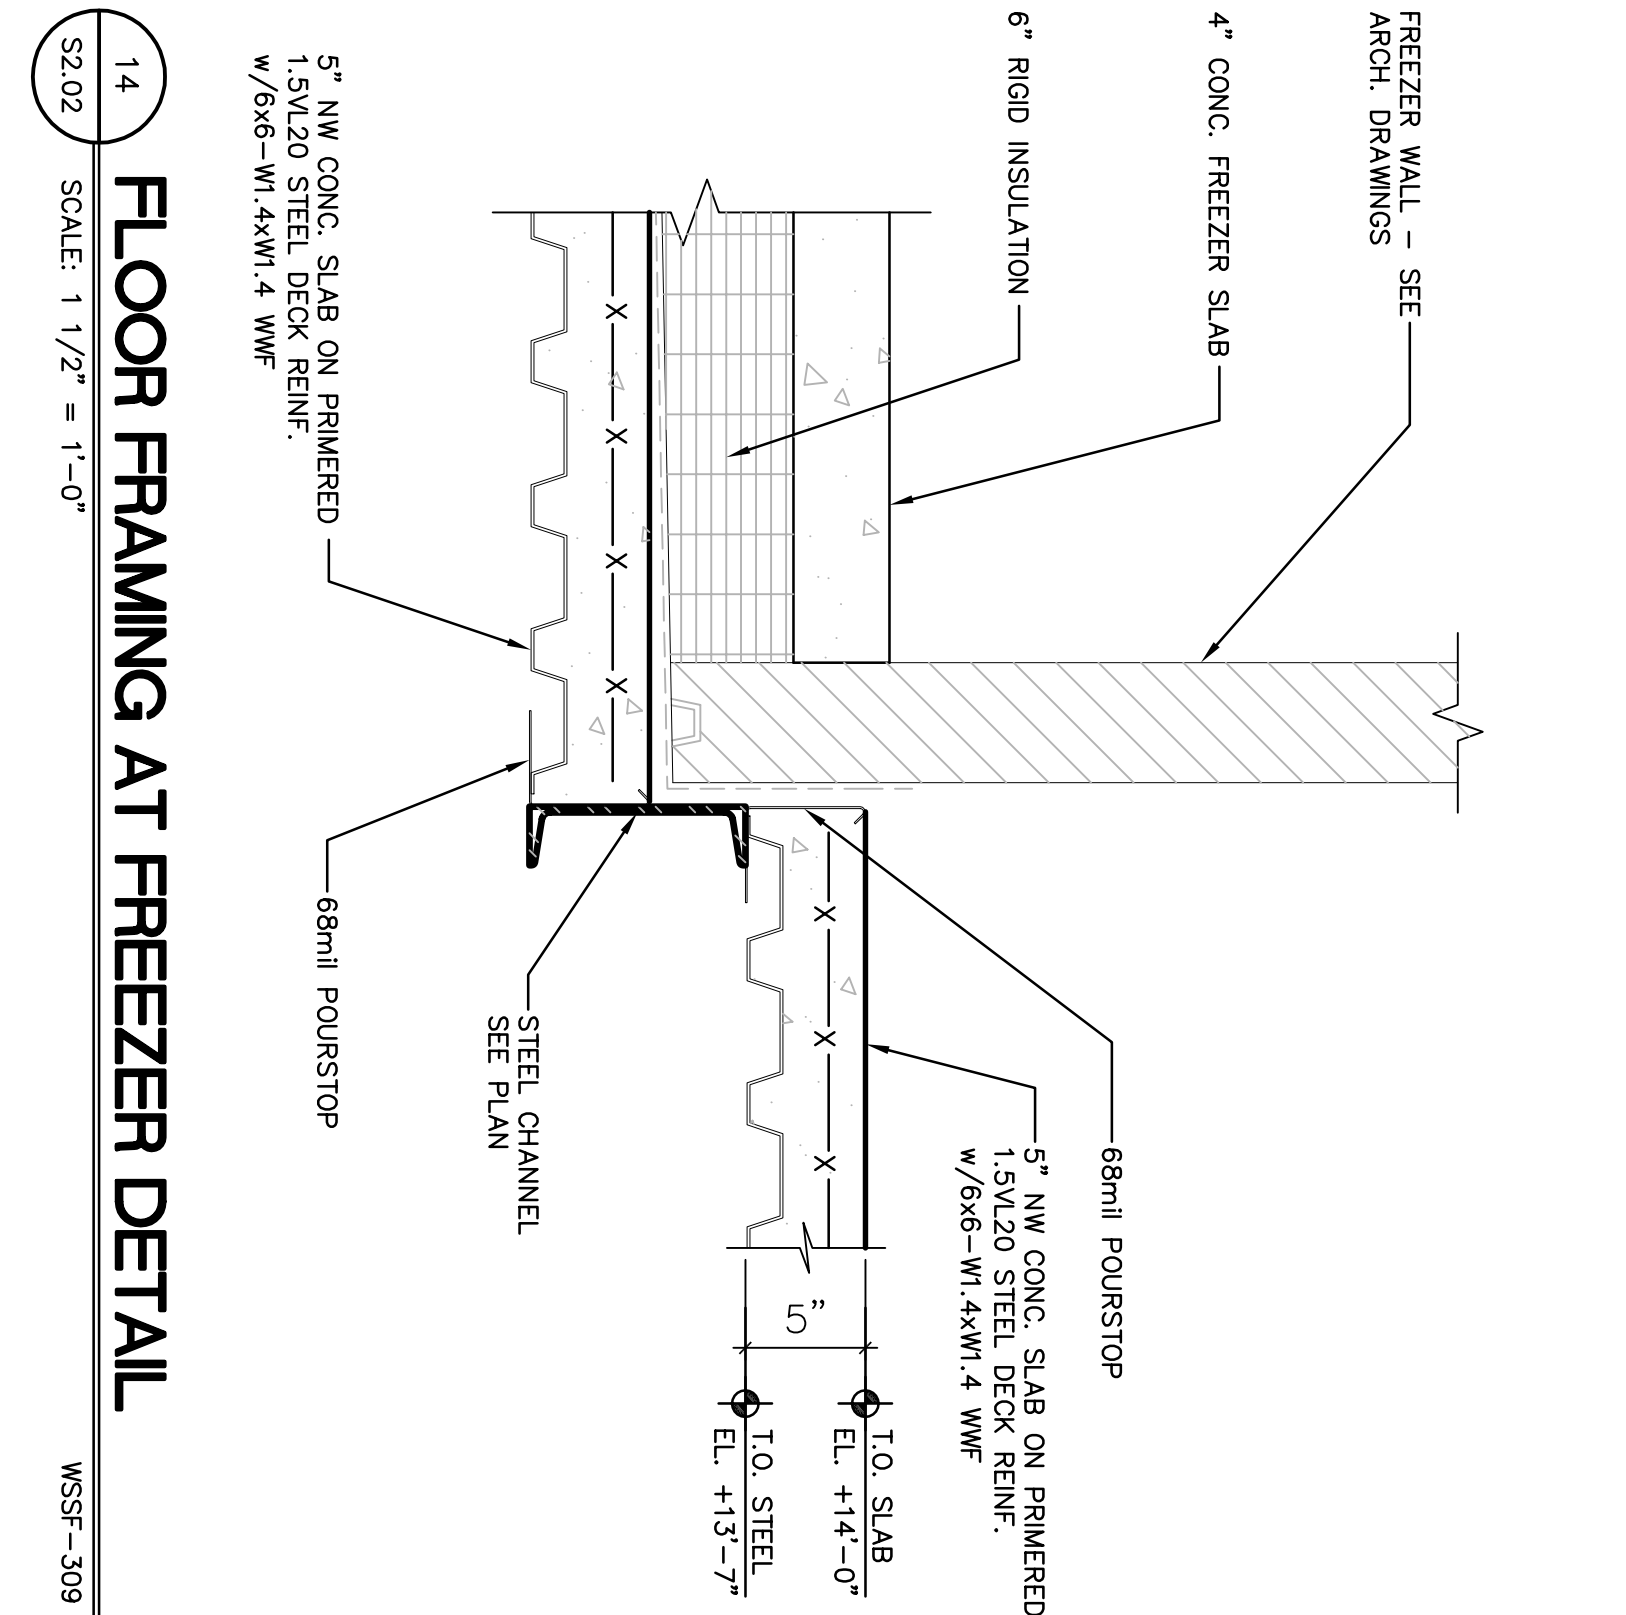 FREEZER WALL – SEE
ARCH. DRAWINGS
4" CONC. FREEZER SLAB
6" RIGID INSULATION
68mil POURSTOP
5" NW CONC. SLAB ON PRIMERED
1.5VL20 STEEL DECK REINF.
w/6x6–W1.4xW1.4 WWF
T.O. SLAB
EL. +14'–0"
5"
T.O. STEEL
EL. +13'–7"
STEEL CHANNEL
SEE PLAN
5" NW CONC. SLAB ON PRIMERED
1.5VL20 STEEL DECK REINF.
w/6x6–W1.4xW1.4 WWF
68mil POURSTOP
14
S2.02
FLOOR FRAMING AT FREEZER DETAIL
SCALE: 1 1/2" = 1'–0"
WSSF–309